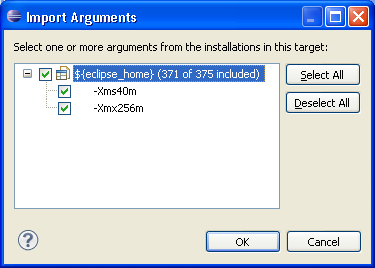 Import Arguments
Select one or more arguments from the installations in this target:
${eclipse_home} (371 of 375 included)
-Xms40m
-Xmx256m
Select All
Deselect All
?
OK
Cancel